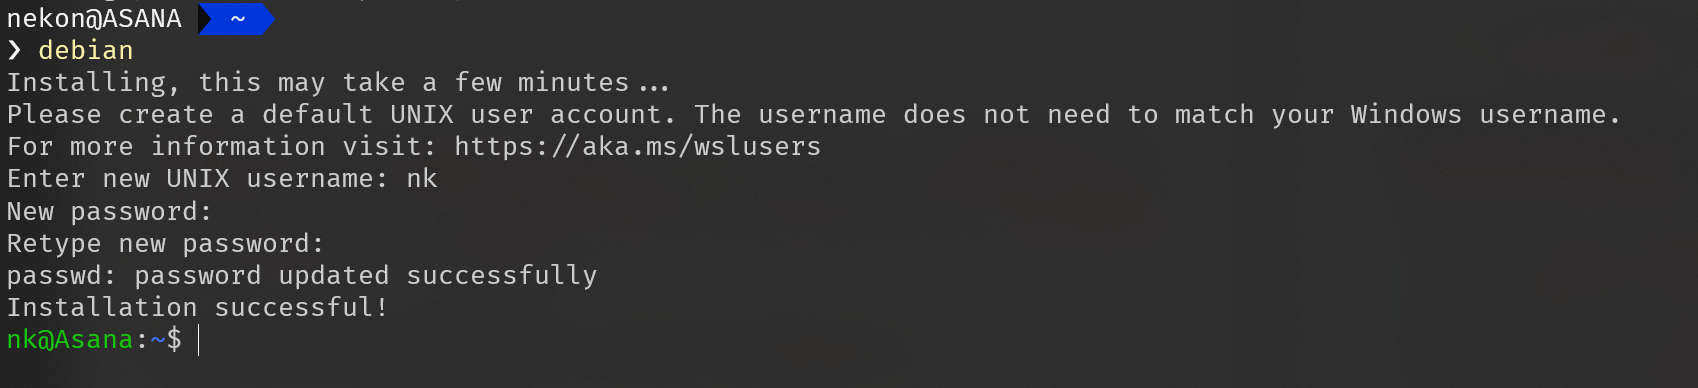 nekon@ASANA ~
❯ debian
Installing, this may take a few minutes...
Please create a default UNIX user account. The username does not need to match your Windows username.
For more information visit: https://aka.ms/wslusers
Enter new UNIX username: nk
New password:
Retype new password:
passwd: password updated successfully
Installation successful!
nk@Asana:~$